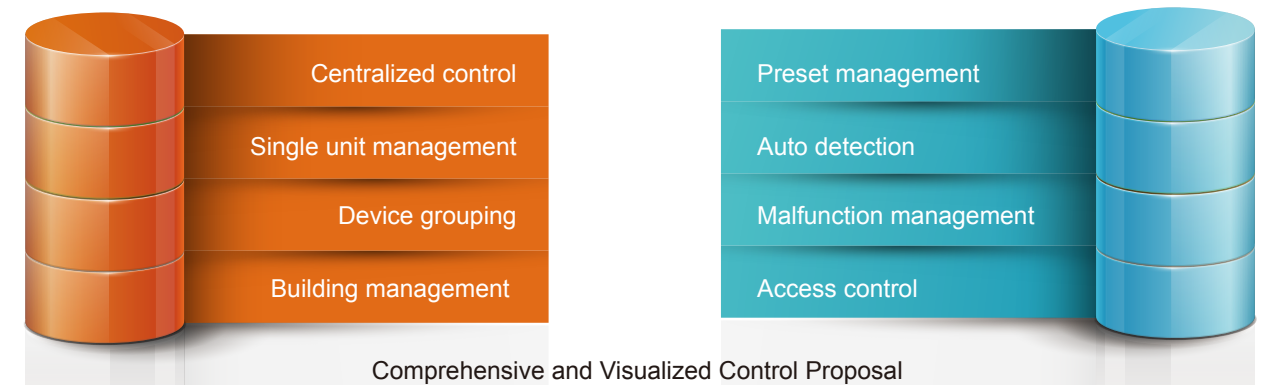 Centralized control
Single unit management
Device grouping
Building management
Preset management
Auto detection
Malfunction management
Access control
Comprehensive and Visualized Control Proposal